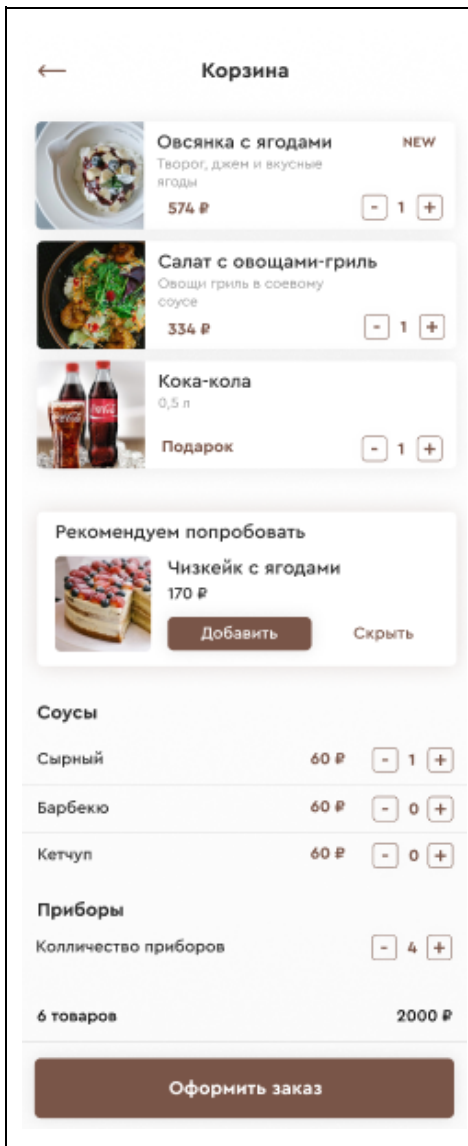 Корзина
Овсянка с ягодами NEW
Творог, джем и вкусные
ягоды
574 ₽ - 1 +
Салат с овощами-гриль
Овощи гриль в соевому
соусе
334 ₽ - 1 +
Кока-кола
0,5 л
Подарок - 1 +
Рекомендуем попробовать
Чизкейк с ягодами
170 ₽
Добавить Скрыть
Соусы
Сырный 60 ₽ - 1 +
Барбекю 60 ₽ - 0 +
Кетчуп 60 ₽ - 0 +
Приборы
Колличество приборов - 4 +
6 товаров 2000 ₽
Оформить заказ